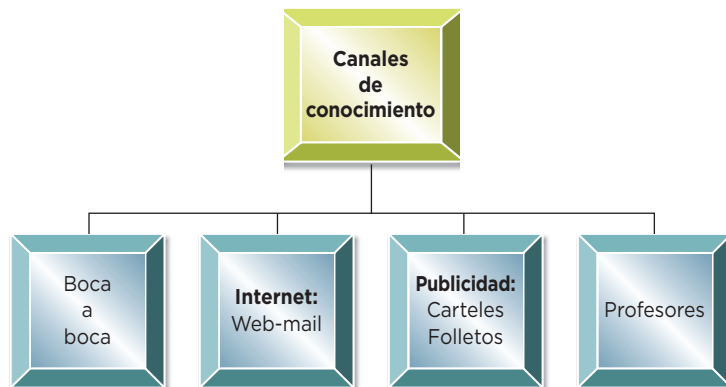 Canales
de
conocimiento
Boca
a
boca
Internet:
Web-mail
Publicidad:
Carteles
Folletos
Profesores